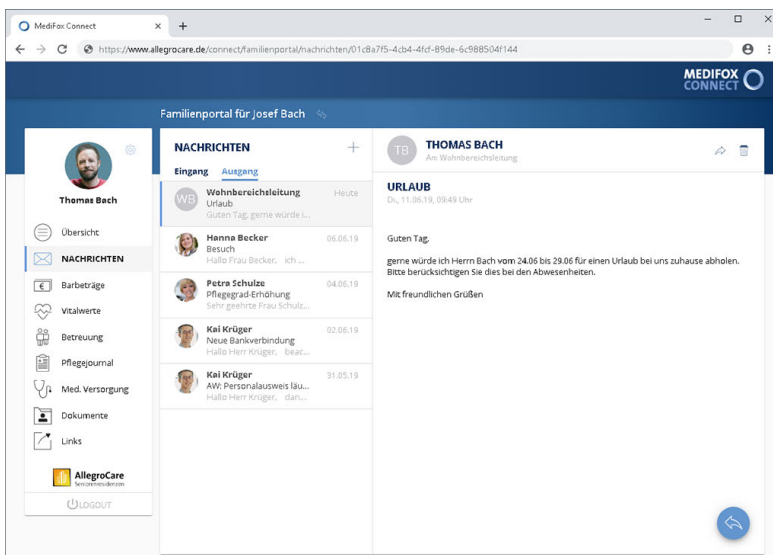 MediFox Connect
https://www.allegrocare.de/connect/familienportal/nachrichten/01c8a7f5-4cb4-4fcf-89de-6c988504f144
MEDIFOX
CONNECT
Familienportal für Josef Bach
Thomas Bach
Übersicht
NACHRICHTEN
Barbeträge
Vitalwerte
Betreuung
Pflegejournal
Med. Versorgung
Dokumente
Links
AllegroCare
Seniorenresidenzen
LOGOUT
NACHRICHTEN
Eingang Ausgang
WB
Wohnbereichsleitung Heute
Urlaub
Guten Tag, gerne würde i...
Hanna Becker 06.06.19
Besuch
Hallo Frau Becker, ich ...
Petra Schulze 04.06.19
Pflegegrad-Erhöhung
Sehr geehrte Frau Schulz...
Kai Krüger 02.06.19
Neue Bankverbindung
Hallo Herr Krüger, beac...
Kai Krüger 31.05.19
AW: Personalausweis läu...
Hallo Herr Krüger, dan...
TB
THOMAS BACH
An Wohnbereichsleitung
URLAUB
Di., 11.06.19, 09:49 Uhr
Guten Tag,
gerne würde ich Herrn Bach vom 24.06 bis 29.06 für einen Urlaub bei uns zuhause abholen.
Bitte berücksichtigen Sie dies bei den Abwesenheiten.
Mit freundlichen Grüßen